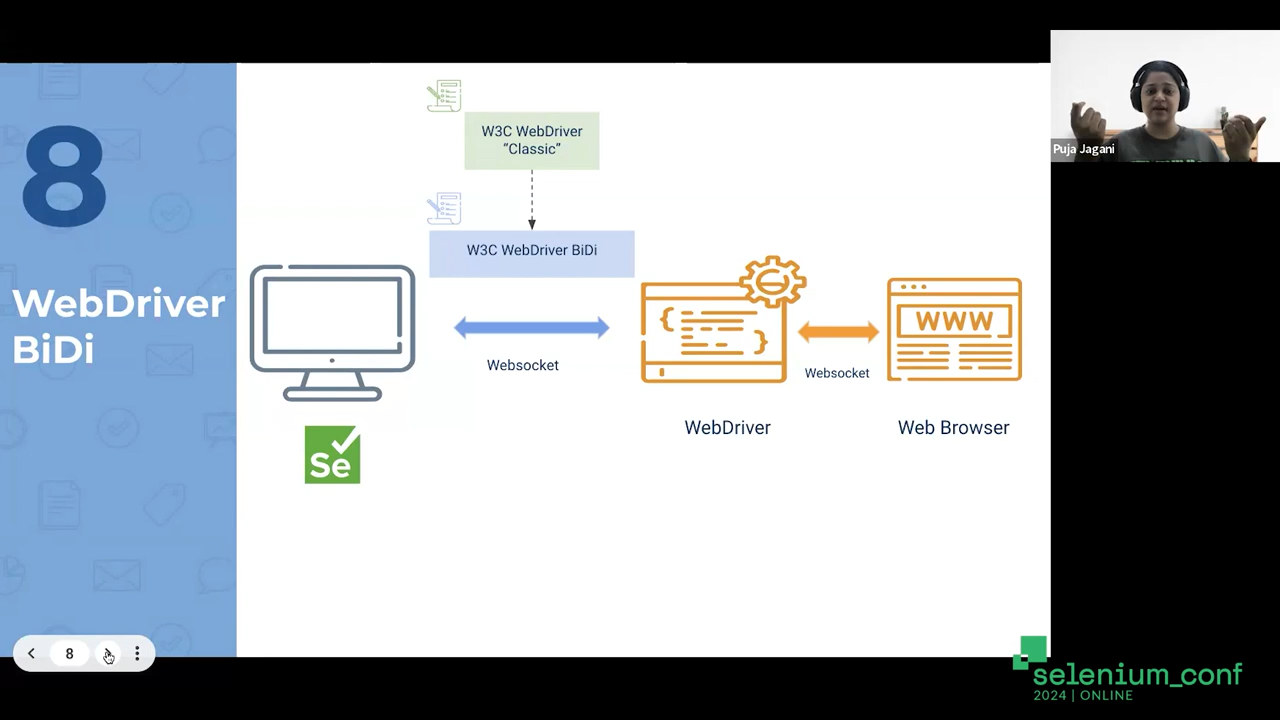 8
WebDriver
BiDi
W3C WebDriver
“Classic”
W3C WebDriver BiDi
Websocket
Websocket
WWW
WebDriver
Web Browser
Se
Puja Jagani
8
selenium_conf
2024 | ONLINE